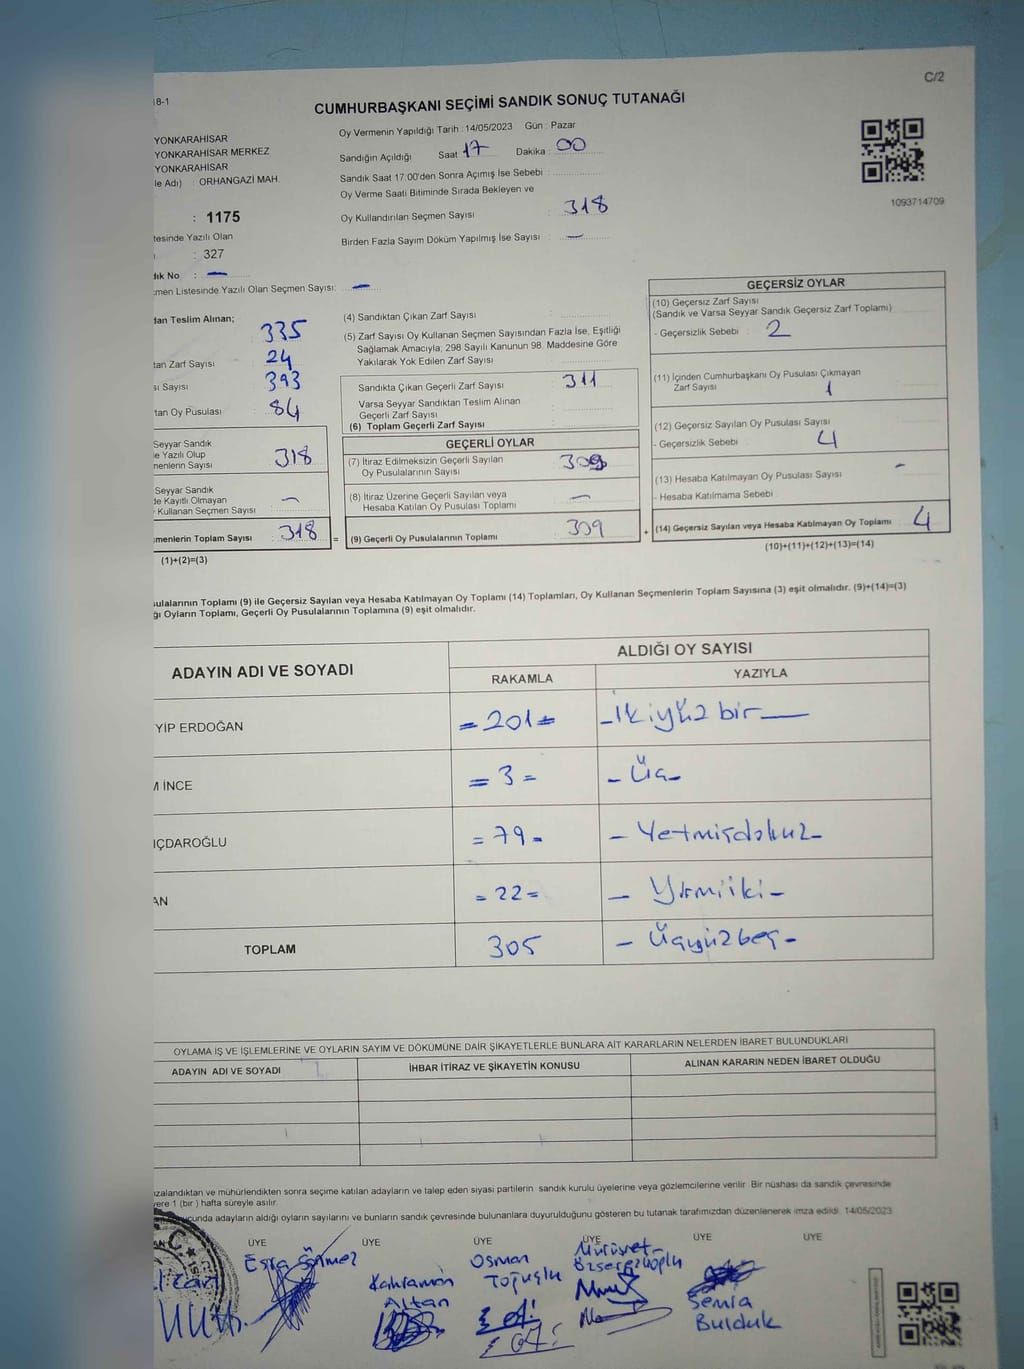 18-1
C/2
CUMHURBAŞKANI SEÇİMİ SANDIK SONUÇ TUTANAĞI
YONKARAHİSAR
YONKARAHİSAR MERKEZ
YONKARAHİSAR
le Adı) : ORHANGAZİ MAH.
: 1175
tesinde Yazılı Olan
: 327
dık No : —
men Listesinde Yazılı Olan Seçmen Sayısı: —
Oy Vermenin Yapıldığı Tarih : 14/05/2023 Gün : Pazar
Sandığın Açıldığı Saat 17 Dakika : 00
Sandık Saat 17:00'den Sonra Açımış İse Sebebi :
Oy Verme Saati Bitiminde Sırada Bekleyen ve
Oy Kullandırılan Seçmen Sayısı : 318
Birden Fazla Sayım Döküm Yapılmış İse Sayısı : —
1093714709
dan Teslim Alınan;
335
tan Zarf Sayısı : 24
sı Sayısı : 393
tan Oy Pusulası : 84
Seyyar Sandık
e Yazılı Olup
menlerin Sayısı : 318
Seyyar Sandık
de Kayıtlı Olmayan
Kullanan Seçmen Sayısı : —
menlerin Toplam Sayısı : 318 =
(1)+(2)=(3)
(4) Sandıktan Çıkan Zarf Sayısı :
(5) Zarf Sayısı Oy Kullanan Seçmen Sayısından Fazla İse, Eşitliği
Sağlamak Amacıyla; 298 Sayılı Kanunun 98. Maddesine Göre
Yakılarak Yok Edilen Zarf Sayısı :
Sandıkta Çıkan Geçerli Zarf Sayısı : 311
Varsa Seyyar Sandıktan Teslim Alınan
Geçerli Zarf Sayısı :
(6) Toplam Geçerli Zarf Sayısı :
GEÇERLİ OYLAR
(7) İtiraz Edilmeksizin Geçerli Sayılan
Oy Pusulalarının Sayısı : 309
(8) İtiraz Üzerine Geçerli Sayılan veya
Hesaba Katılan Oy Pusulası Toplamı : —
(9) Geçerli Oy Pusulalarının Toplamı : 309 +
GEÇERSİZ OYLAR
(10) Geçersiz Zarf Sayısı
(Sandık ve Varsa Seyyar Sandık Geçersiz Zarf Toplamı)
- Geçersizlik Sebebi : 2
(11) İçinden Cumhurbaşkanı Oy Pusulası Çıkmayan
Zarf Sayısı : 1
(12) Geçersiz Sayılan Oy Pusulası Sayısı
- Geçersizlik Sebebi : 4
(13) Hesaba Katılmayan Oy Pusulası Sayısı : -
- Hesaba Katılmama Sebebi
(14) Geçersiz Sayılan veya Hesaba Katılmayan Oy Toplamı : 4
(10)+(11)+(12)+(13)=(14)
ulalarının Toplamı (9) ile Geçersiz Sayılan veya Hesaba Katılmayan Oy Toplamı (14) Toplamları, Oy Kullanan Seçmenlerin Toplam Sayısına (3) eşit olmalıdır. (9)+(14)=(3)
ğı Oyların Toplamı, Geçerli Oy Pusulalarının Toplamına (9) eşit olmalıdır.
ADAYIN ADI VE SOYADI
ALDIĞI OY SAYISI
RAKAMLA YAZIYLA
YİP ERDOĞAN = 201 = - İkiyüz bir —
M İNCE = 3 = - Üç -
IÇDAROĞLU = 79 - - Yetmişdokuz -
AN = 22 = - Yirmiiki -
TOPLAM 305 - Üçyüzbeş -
OYLAMA İŞ VE İŞLEMLERİNE VE OYLARIN SAYIM VE DÖKÜMÜNE DAİR ŞİKAYETLERLE BUNLARA AİT KARARLARIN NELERDEN İBARET BULUNDUKLARI
ADAYIN ADI VE SOYADI İHBAR İTİRAZ VE ŞİKAYETİN KONUSU ALINAN KARARIN NEDEN İBARET OLDUĞU
zalandıktan ve mühürlendikten sonra seçime katılan adayların ve talep eden siyasi partilerin sandık kurulu üyelerine veya gözlemcilerine verilir. Bir nüshası da sandık çevresinde
ere 1 (bir) hafta süreyle asılır.
cunda adayların aldığı oyların sayılarını ve bunların sandık çevresinde bulunanlara duyurulduğunu gösteren bu tutanak tarafımızdan düzenlenerek imza edildi. 14/05/2023
ÜYE ÜYE ÜYE ÜYE ÜYE ÜYE
Esra
Kahraman
Altan
Osman
Mürüvet
Semia
Bulduk